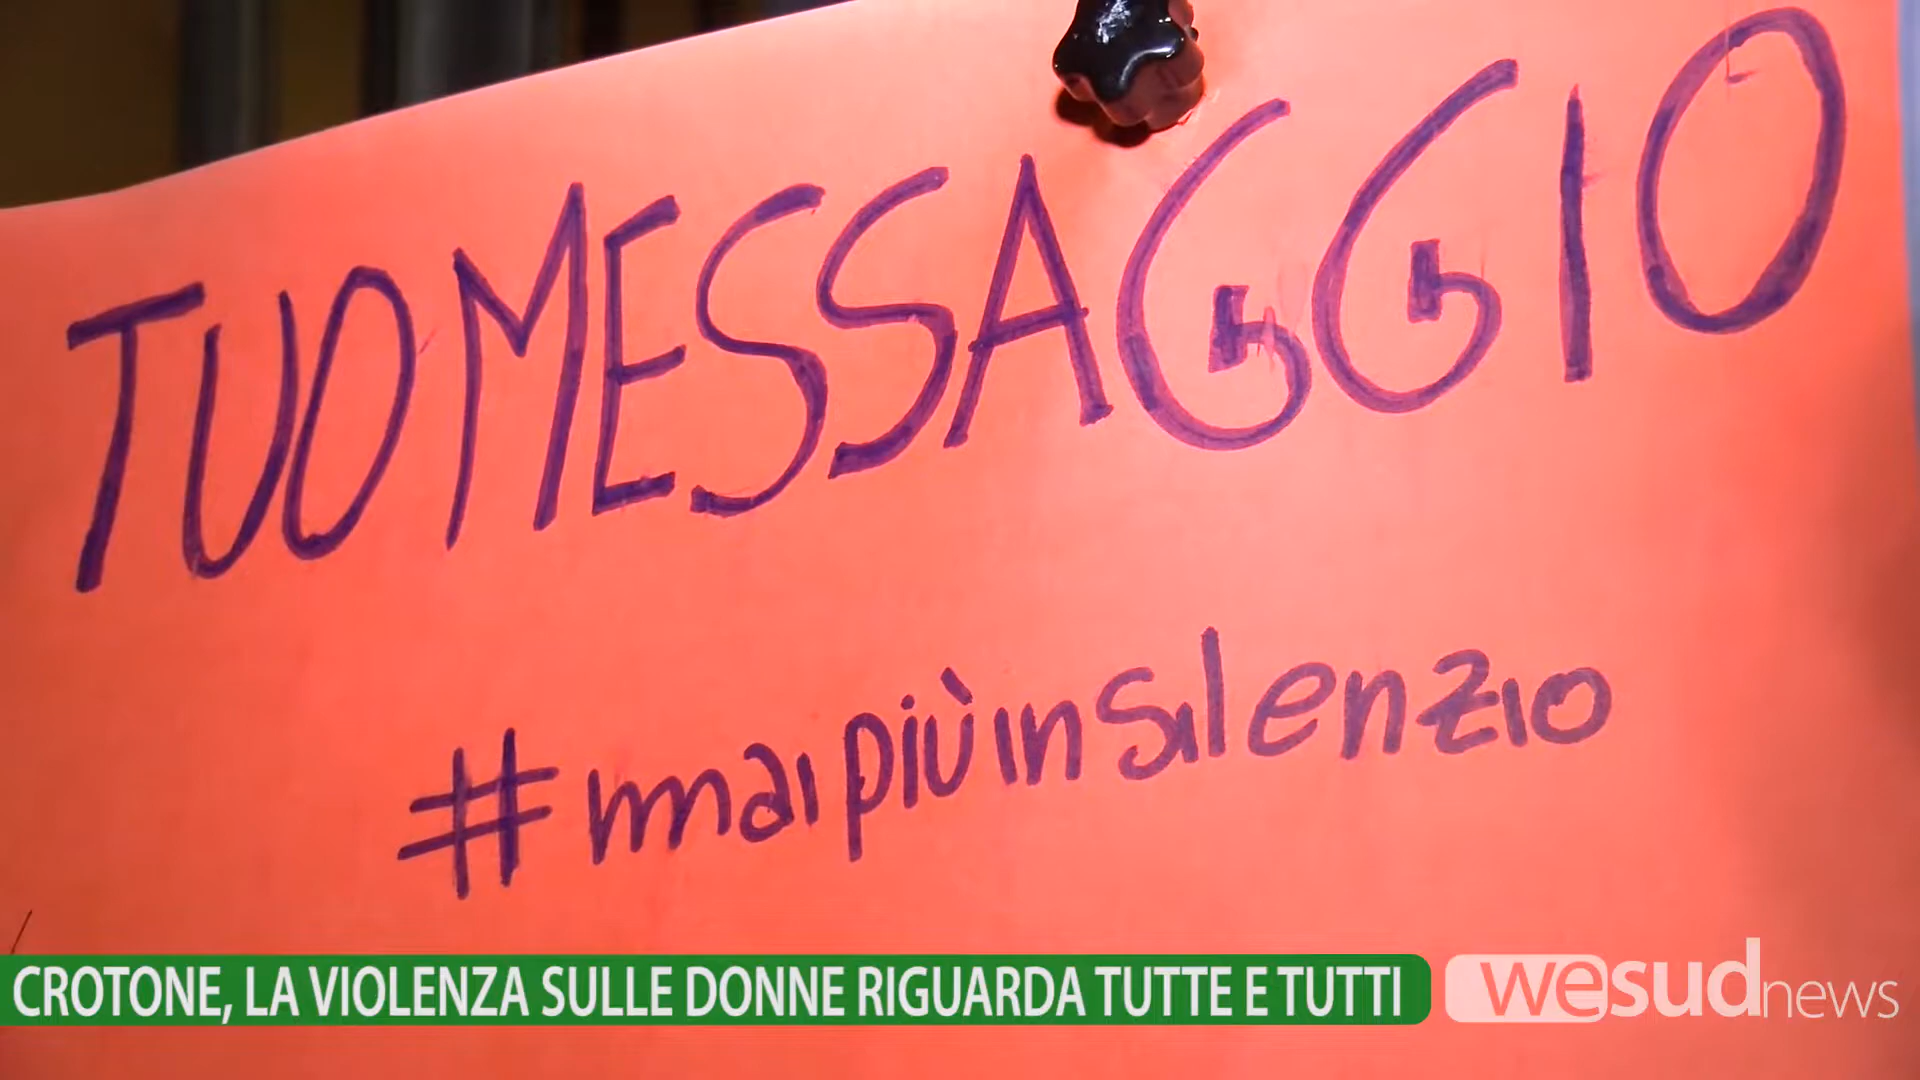 TUO MESSAGGIO
#maipiùinSilenzio
CROTONE, LA VIOLENZA SULLE DONNE RIGUARDA TUTTE E TUTTI
wesudnews